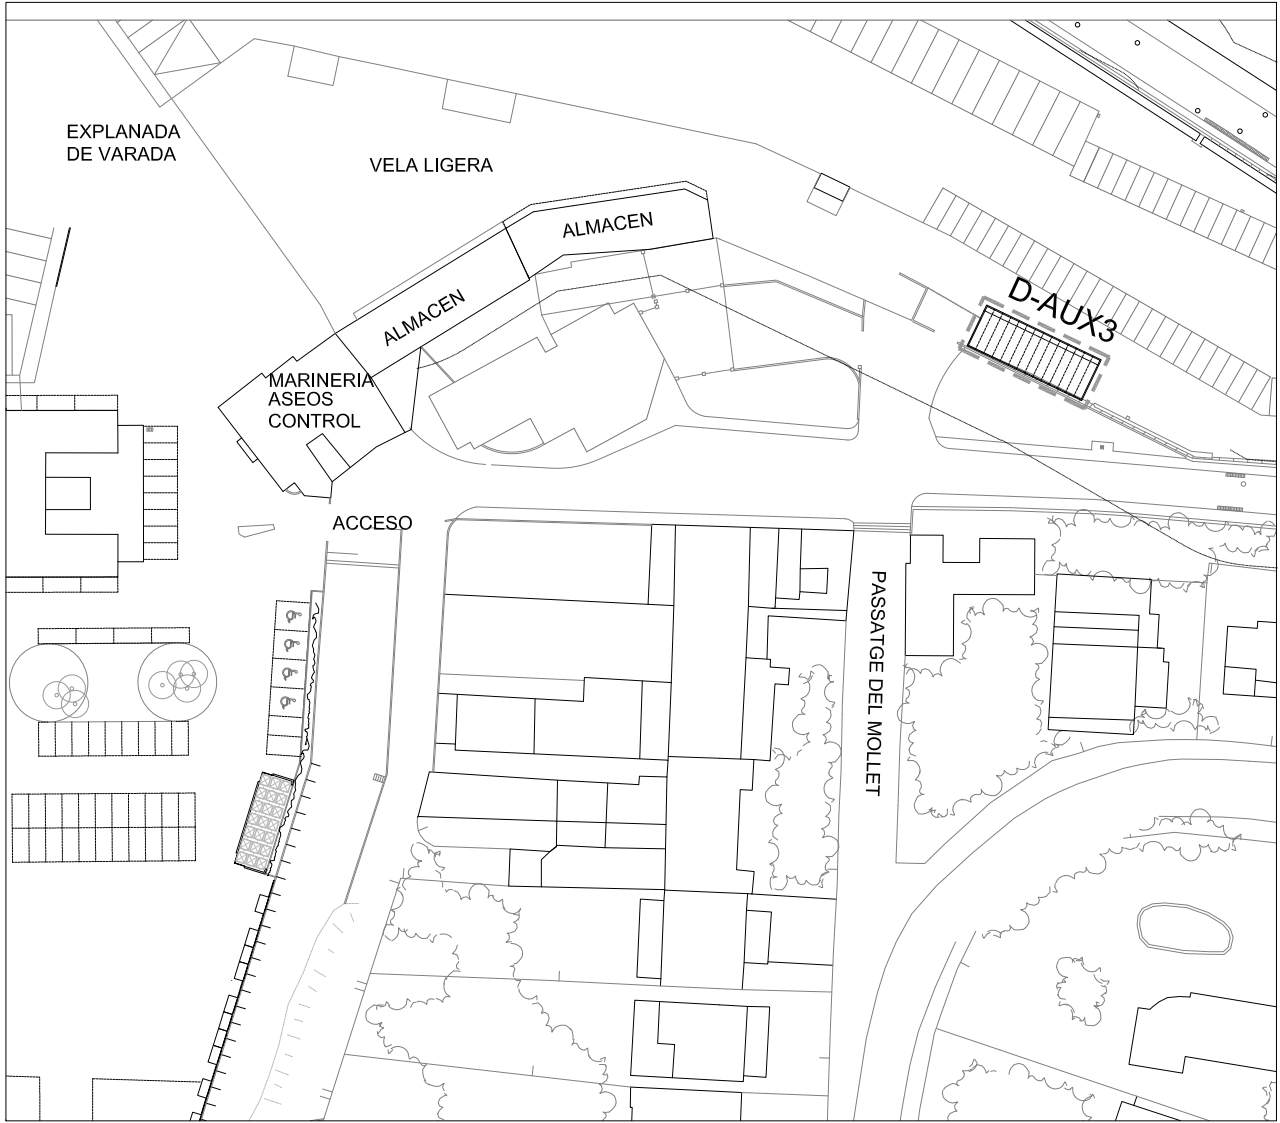 EXPLANADA
DE VARADA
VELA LIGERA
ALMACEN
ALMACEN
D-AUX3
MARINERIA
ASEOS
CONTROL
ACCESO
PASSATGE DEL MOLLET